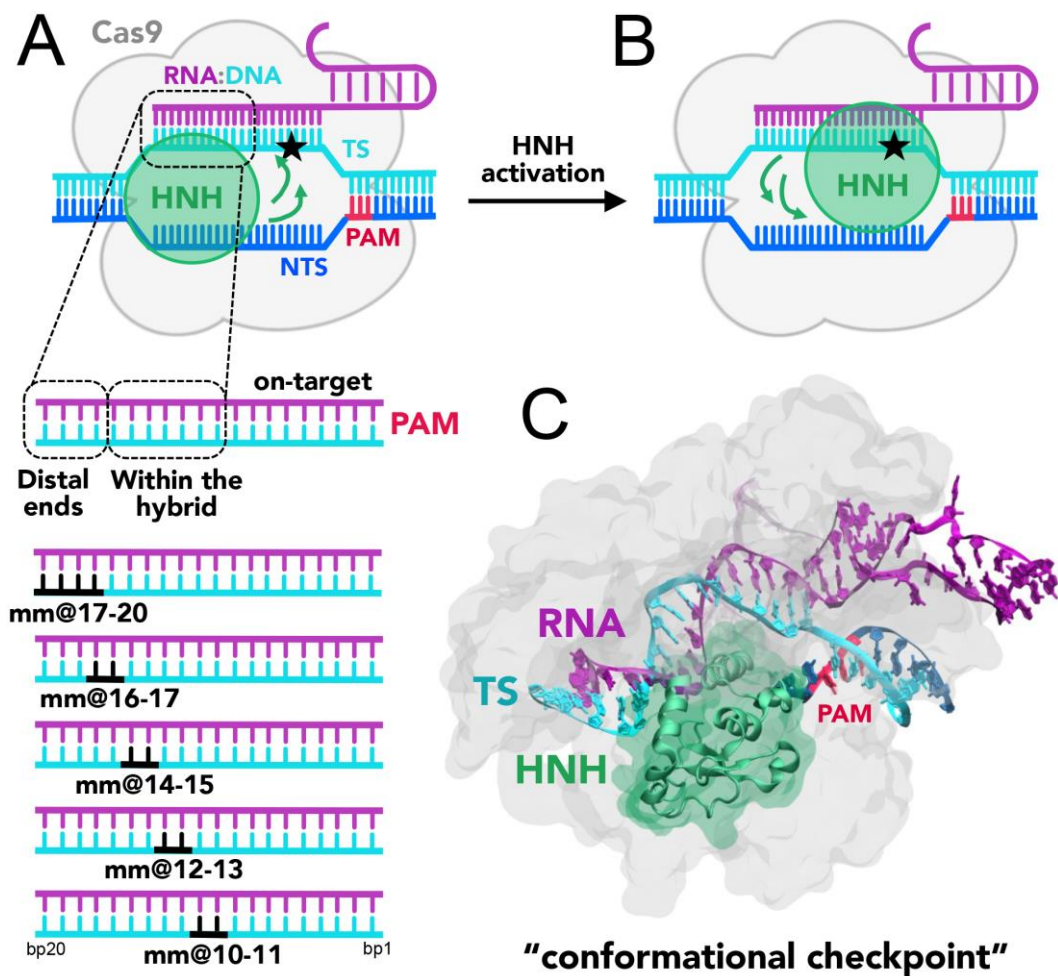 A
Cas9
RNA:DNA
TS
HNH
PAM
NTS
HNH
activation
B
HNH
on-target
PAM
Distal
ends
Within the
hybrid
mm@17-20
mm@16-17
mm@14-15
mm@12-13
mm@10-11
bp20
bp1
C
RNA
TS
HNH
PAM
"conformational checkpoint"